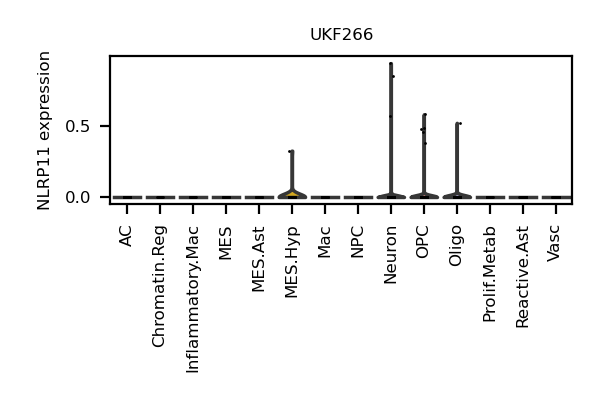 UKF266
NLRP11 expression
0.5
0.0
AC
Chromatin.Reg
Inflammatory.Mac
MES
MES.Ast
MES.Hyp
Mac
NPC
Neuron
OPC
Oligo
Prolif.Metab
Reactive.Ast
Vasc